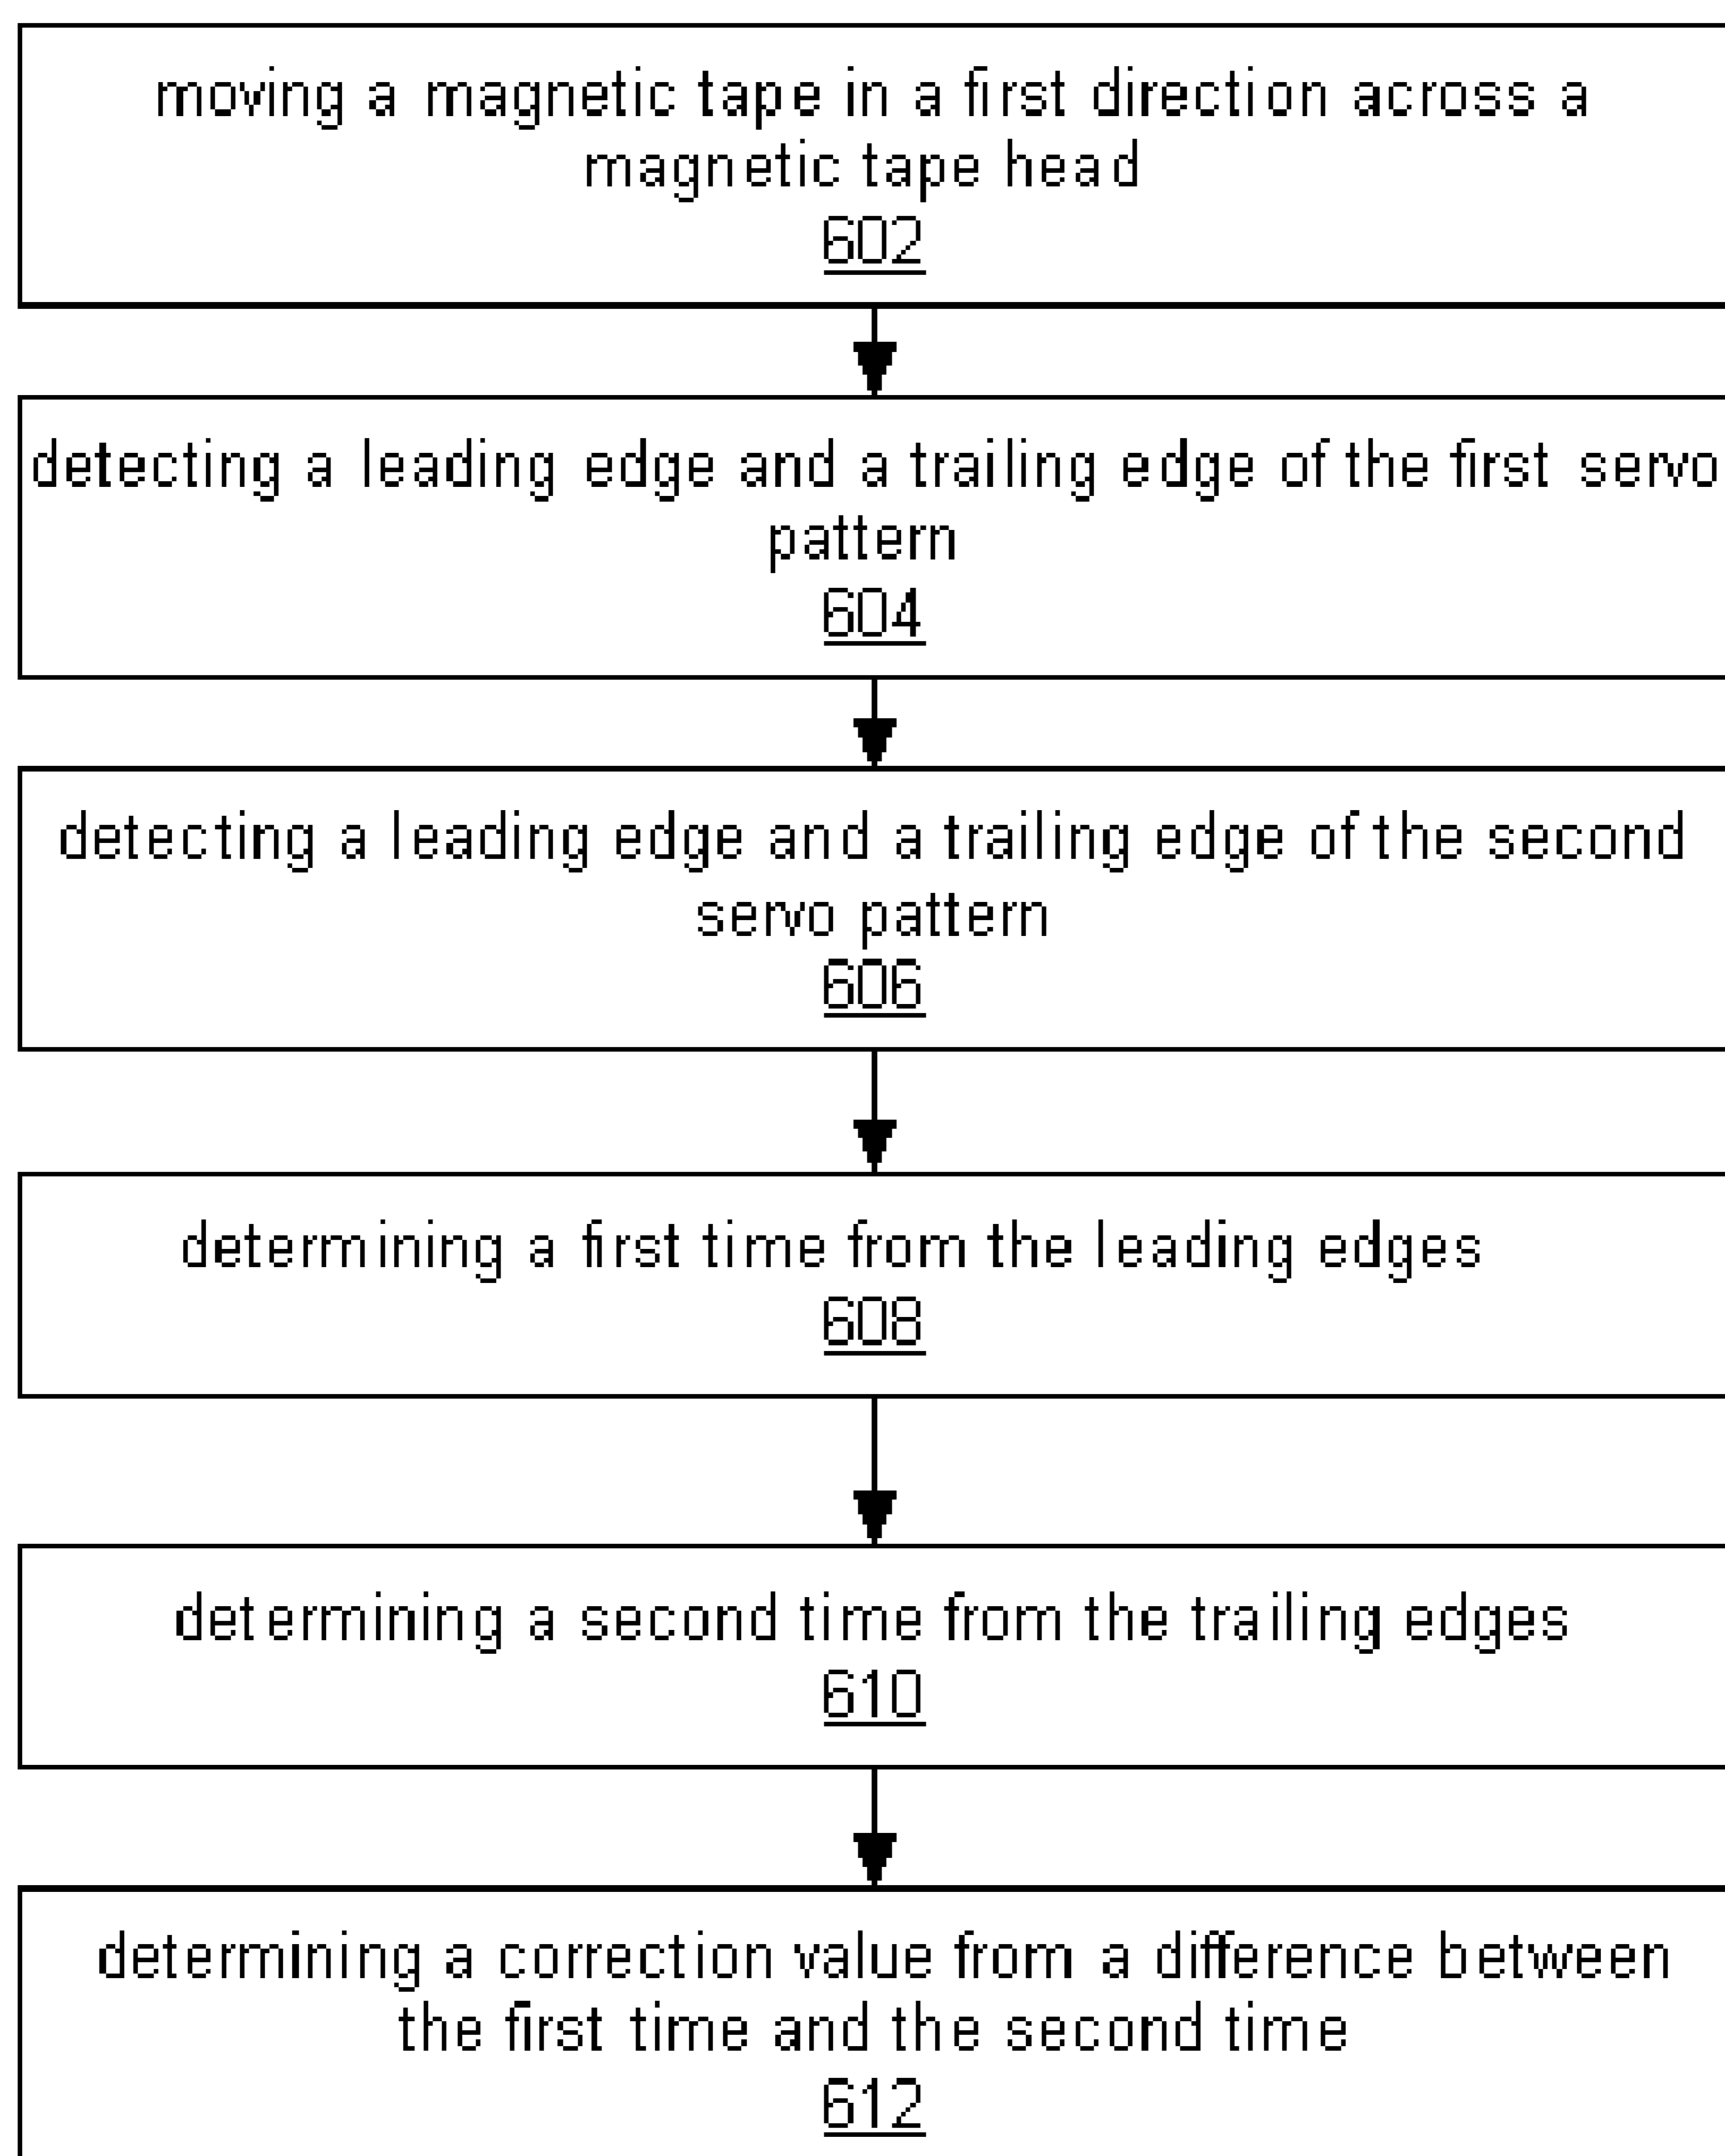 moving a magnetic tape in a first direction across a
magnetic tape head
602
detecting a leading edge and a trailing edge of the first servo
pattern
604
detecting a leading edge and a trailing edge of the second
servo pattern
606
determining a first time from the leading edges
608
determining a second time from the trailing edges
610
determining a correction value from a difference between
the first time and the second time
612